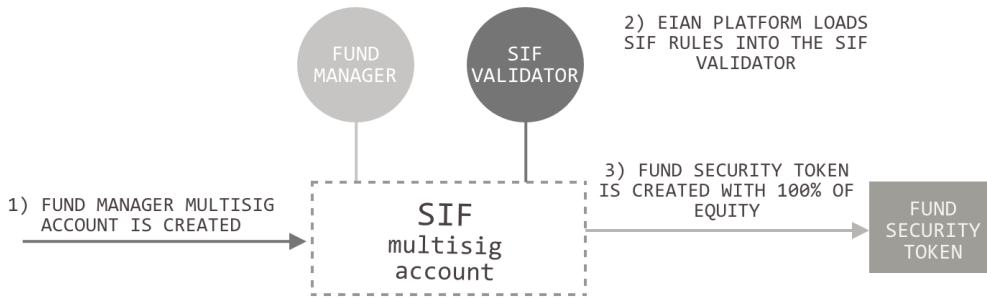 FUND
MANAGER
SIF
VALIDATOR
2) EIAN PLATFORM LOADS
SIF RULES INTO THE SIF
VALIDATOR
1) FUND MANAGER MULTISIG
ACCOUNT IS CREATED
SIF
multisig
account
3) FUND SECURITY TOKEN
IS CREATED WITH 100% OF
EQUITY
FUND
SECURITY
TOKEN